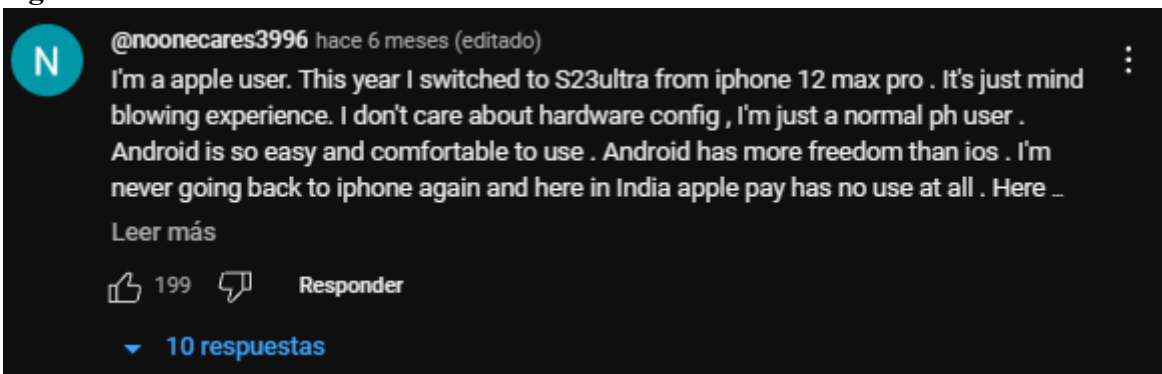 N
@noonecares3996 hace 6 meses (editado)
I'm a apple user. This year I switched to S23ultra from iphone 12 max pro . It's just mind
blowing experience. I don't care about hardware config , I'm just a normal ph user .
Android is so easy and comfortable to use . Android has more freedom than ios . I'm
never going back to iphone again and here in India apple pay has no use at all . Here ...
Leer más
199 Responder
10 respuestas